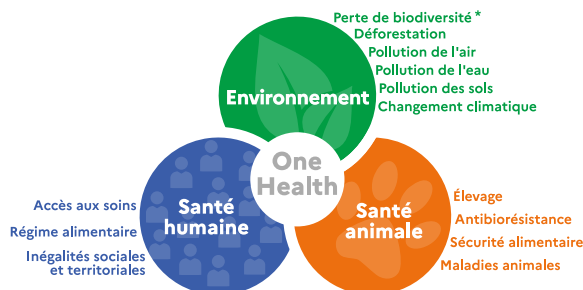 Perte de biodiversité *
Déforestation
Pollution de l'air
Pollution de l'eau
Pollution des sols
Changement climatique
Environnement
One
Health
Santé
humaine
Accès aux soins
Régime alimentaire
Inégalités sociales
et territoriales
Santé
animale
Élevage
Antibiorésistance
Sécurité alimentaire
Maladies animales